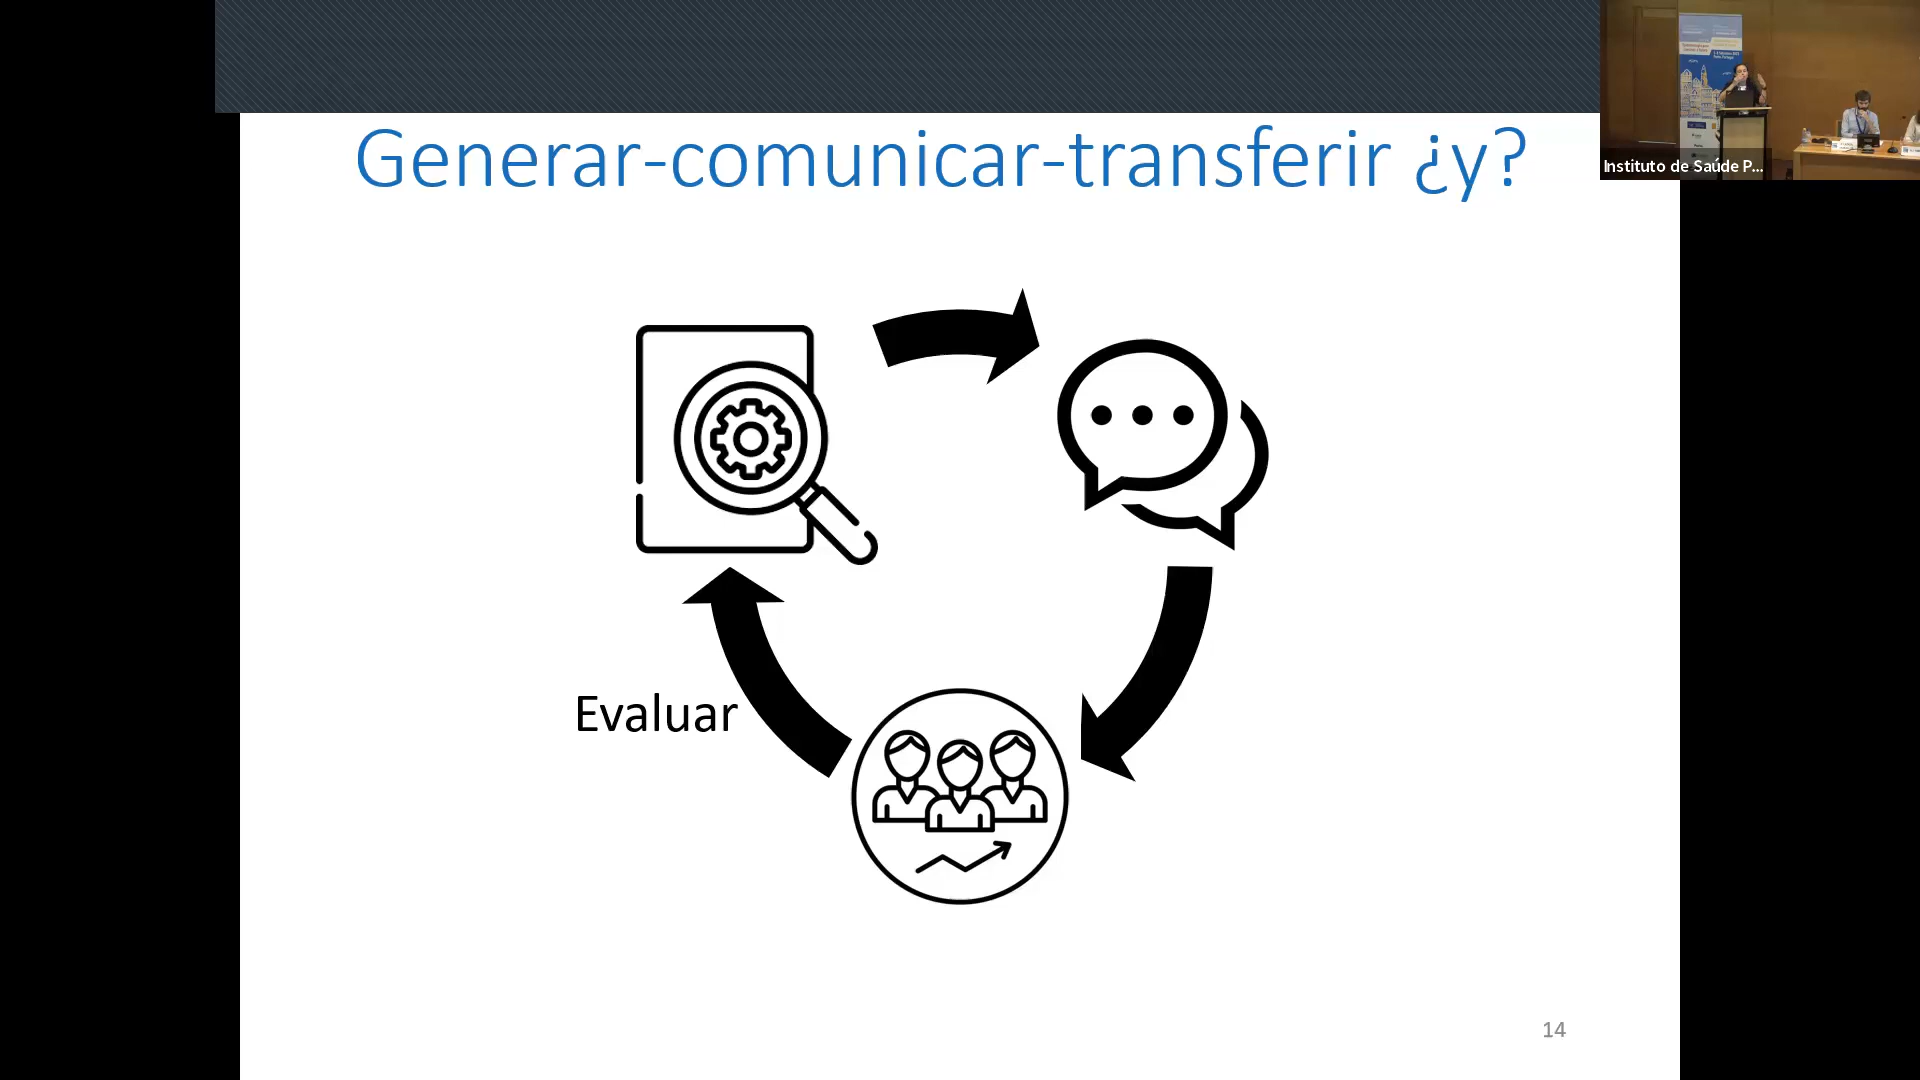 Generar-comunicar-transferir ¿y?
Instituto de Saúde P...
Evaluar
14